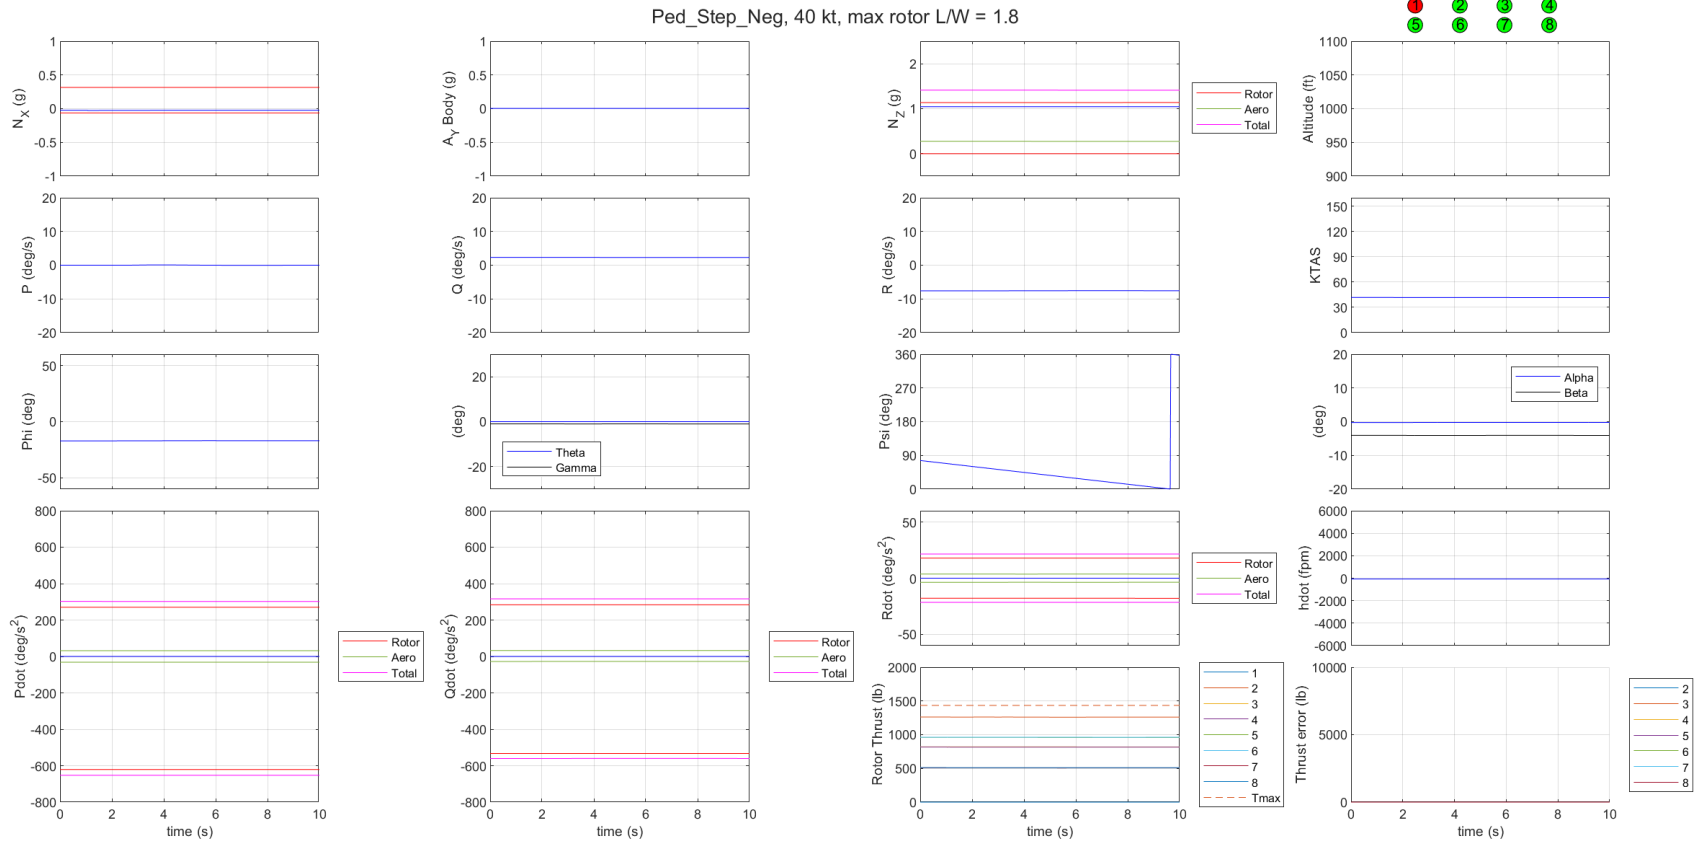 Ped_Step_Neg, 40 kt, max rotor L/W = 1.8
1 2 3 4
5 6 7 8
1
0.5
0
-0.5
-1
N_X (g)
1
0.5
0
-0.5
-1
A_Y Body (g)
2
1
0
N_Z (g)
Rotor
Aero
Total
1100
1050
1000
950
900
Altitude (ft)
20
10
0
-10
-20
P (deg/s)
20
10
0
-10
-20
Q (deg/s)
20
10
0
-10
-20
R (deg/s)
150
120
90
60
30
0
KTAS
50
0
-50
Phi (deg)
20
0
-20
(deg)
Theta
Gamma
360
270
180
90
0
Psi (deg)
20
10
0
-10
-20
(deg)
Alpha
Beta
800
600
400
200
0
-200
-400
-600
-800
Pdot (deg/s²)
0 2 4 6 8 10
time (s)
Rotor
Aero
Total
800
600
400
200
0
-200
-400
-600
-800
Qdot (deg/s²)
0 2 4 6 8 10
time (s)
Rotor
Aero
Total
50
0
-50
Rdot (deg/s²)
Rotor
Aero
Total
6000
4000
2000
0
-2000
-4000
-6000
hdot (fpm)
2000
1500
1000
500
0
Rotor Thrust (lb)
0 2 4 6 8 10
time (s)
1
2
3
4
5
6
7
8
Tmax
10000
5000
0
Thrust error (lb)
0 2 4 6 8 10
time (s)
2
3
4
5
6
7
8